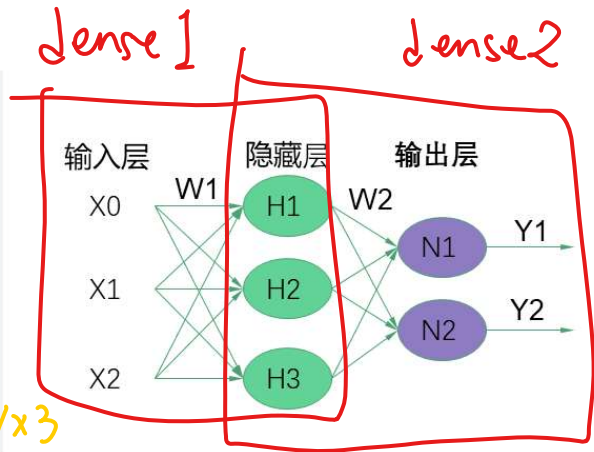 dense1 dense2
输入层 隐藏层 输出层
X0 W1 H1 W2
N1 Y1
X1 H2
N2 Y2
X2 H3
x3